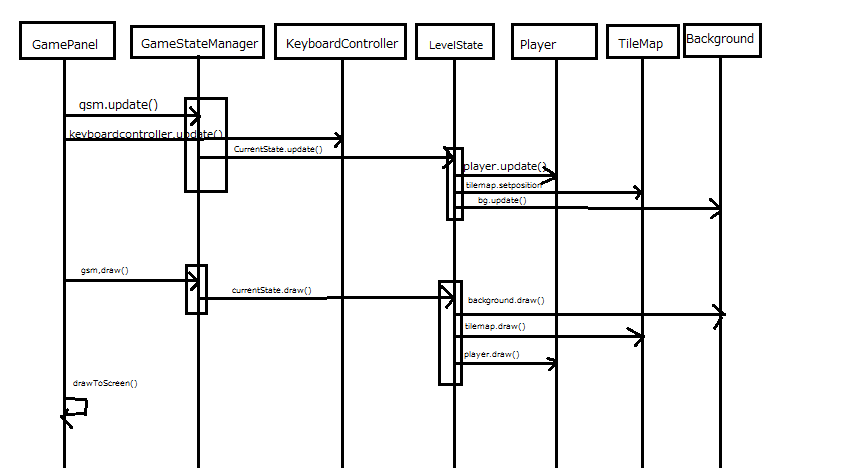 GamePanel
GameStateManager
KeyboardController
LevelState
Player
TileMap
Background
gsm.update()
keyboardcontroller.update()
CurrentState.update()
player.update()
tilemap.setposition
bg.update()
gsm,draw()
currentState.draw()
background.draw()
tilemap.draw()
player.draw()
drawToScreen()